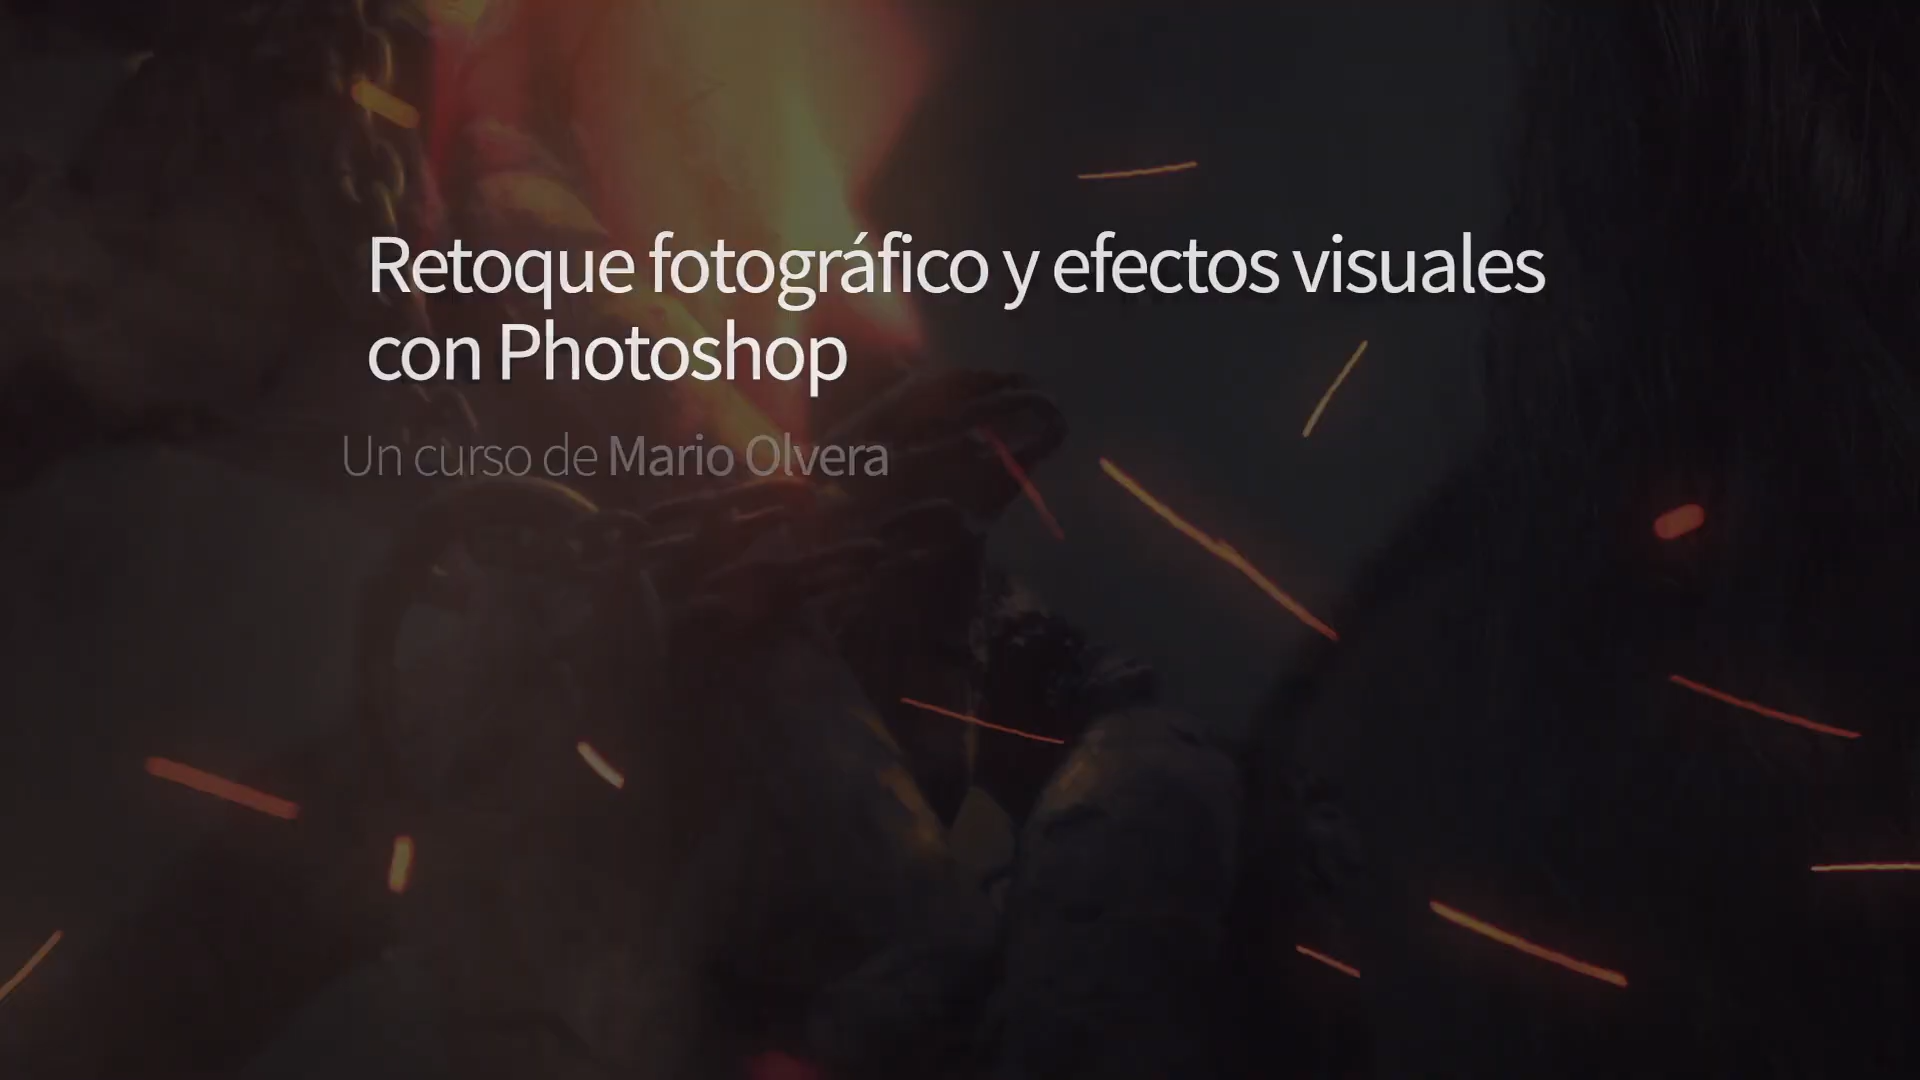 Retoque fotográfico y efectos visuales
con Photoshop
Un curso de Mario Olvera